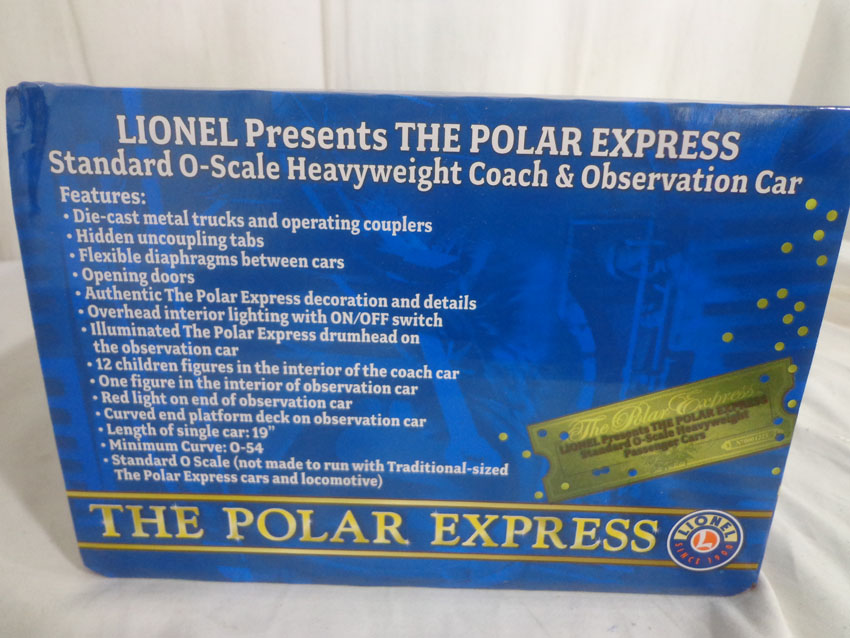 LIONEL Presents THE POLAR EXPRESS
Standard O-Scale Heavyweight Coach & Observation Car
Features:
• Die-cast metal trucks and operating couplers
• Hidden uncoupling tabs
• Flexible diaphragms between cars
• Opening doors
• Authentic The Polar Express decoration and details
• Overhead interior lighting with ON/OFF switch
• Illuminated The Polar Express drumhead on
the observation car
• 12 children figures in the interior of the coach car
• One figure in the interior of observation car
• Red light on end of observation car
• Curved end platform deck on observation car
• Length of single car: 19"
• Minimum Curve: O-54
• Standard O Scale (not made to run with Traditional-sized
The Polar Express cars and locomotive)
The Polar Express
LIONEL Presents THE POLAR EXPRESS
Standard O-Scale Heavyweight
Passenger Cars
THE POLAR EXPRESS
LIONEL
L
SINCE 1900